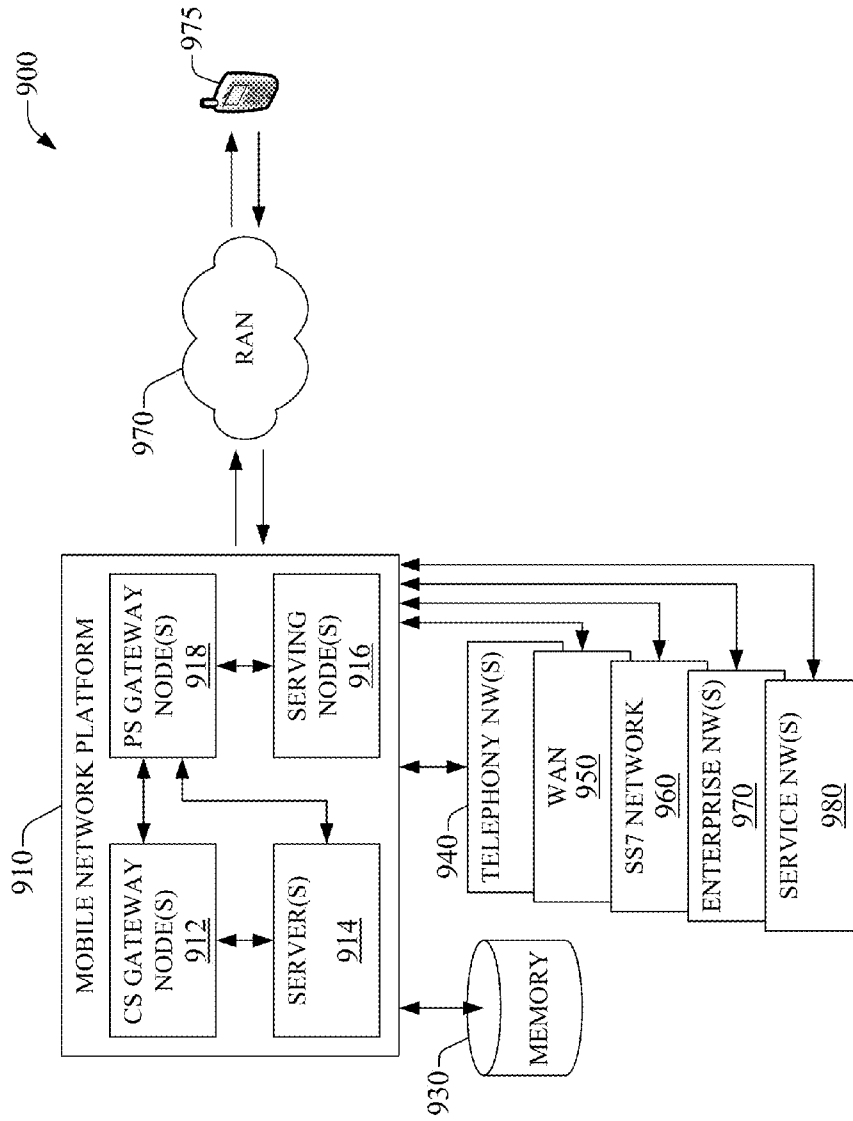 900
910
MOBILE NETWORK PLATFORM
CS GATEWAY
NODE(S)
912
PS GATEWAY
NODE(S)
918
SERVER(S)
914
SERVING
NODE(S)
916
970
RAN
975
930
MEMORY
940
TELEPHONY NW(S)
WAN
950
SS7 NETWORK
960
ENTERPRISE NW(S)
970
SERVICE NW(S)
980